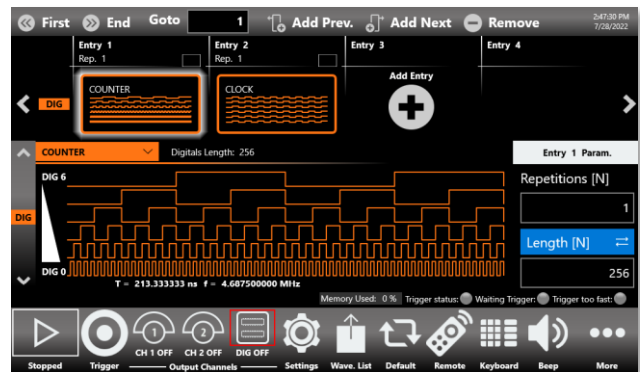 First End Goto 1 Add Prev. Add Next Remove 2:47:30 PM
7/28/2022
Entry 1 Entry 2 Entry 3 Entry 4
Rep. 1 Rep. 1
Add Entry
COUNTER CLOCK
DIG
COUNTER Digitals Length: 256 Entry 1 Param.
DIG 6 Repetitions [N]
1
DIG
Length [N]
DIG 0 256
T = 213.333333 ns f = 4.687500000 MHz
Memory Used: 0 % Trigger status: Waiting Trigger: Trigger too fast:
1 2
CH 1 OFF CH 2 OFF DIG OFF
Stopped Trigger Output Channels Settings Wave. List Default Remote Keyboard Beep More